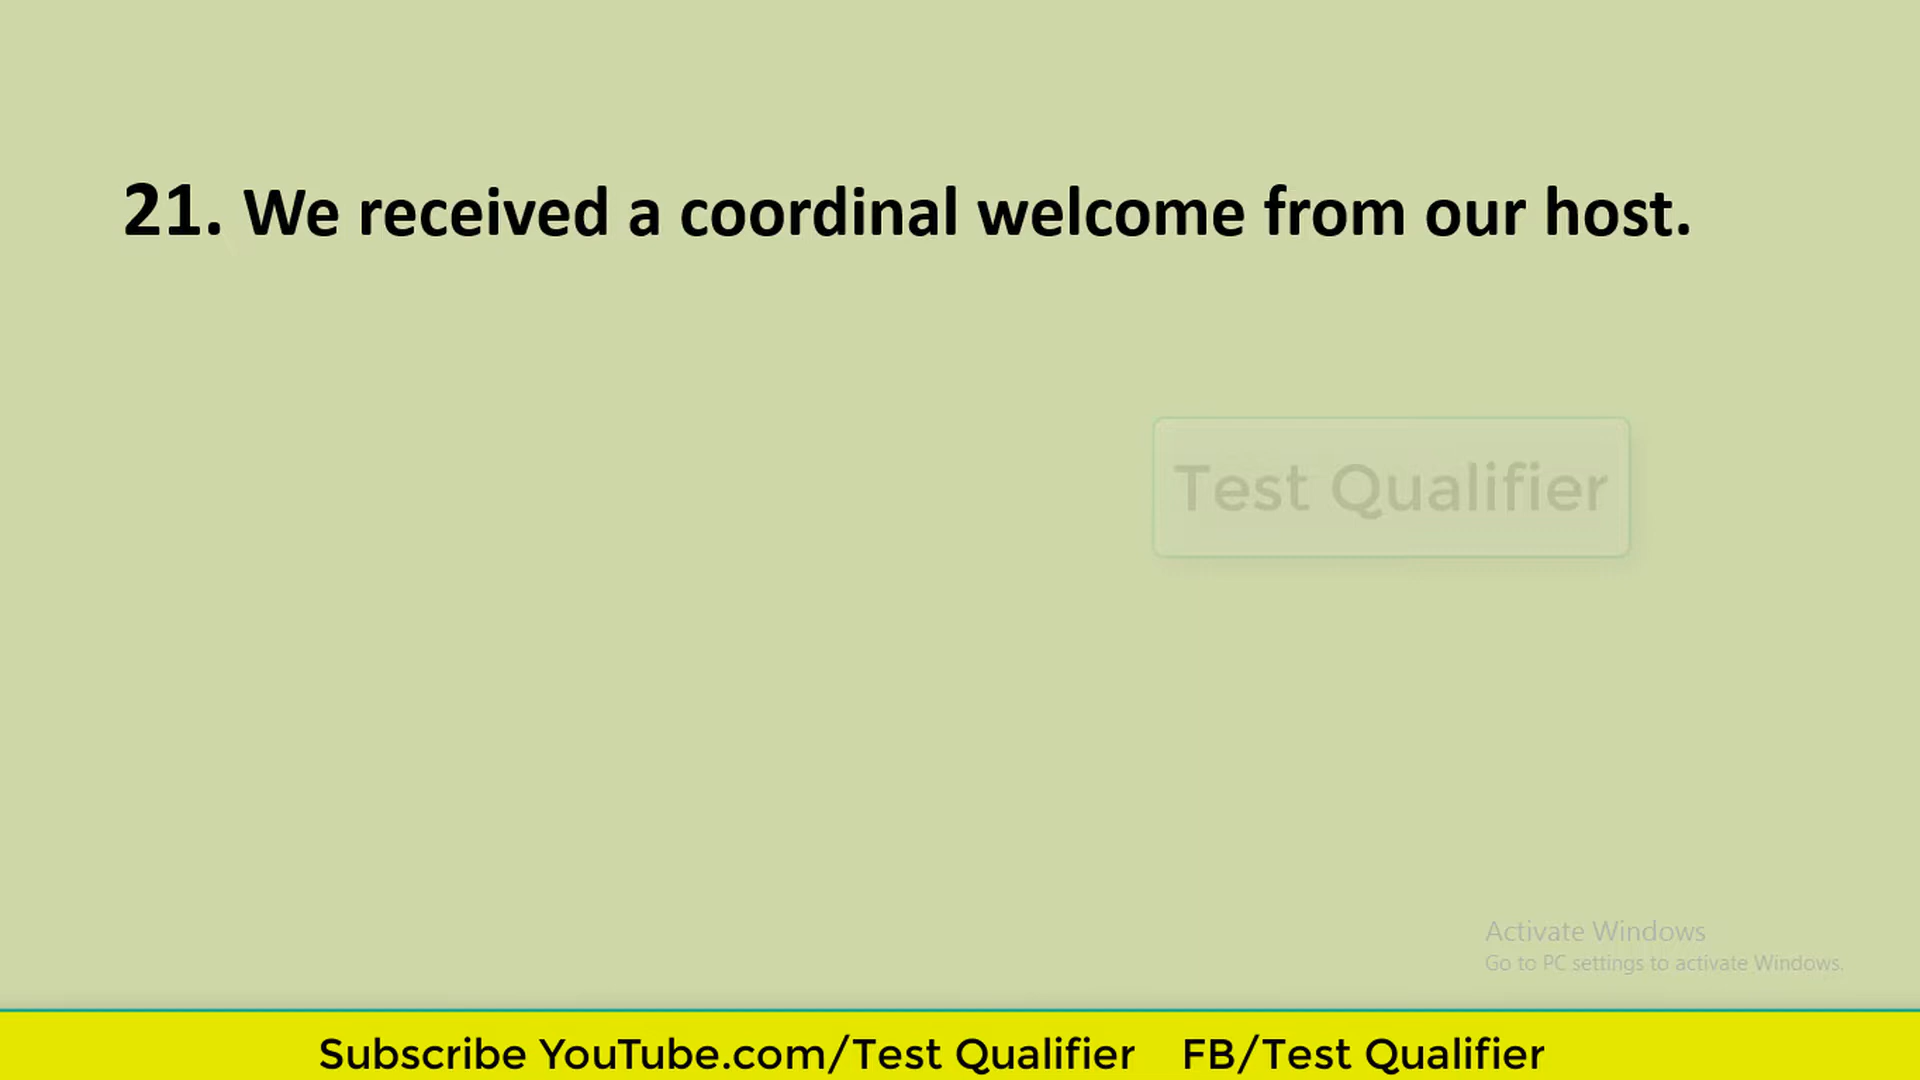 21. We received a coordinal welcome from our host.
Test Qualifier
Activate Windows
Go to PC settings to activate Windows.
Subscribe YouTube.com/Test Qualifier FB/Test Qualifier